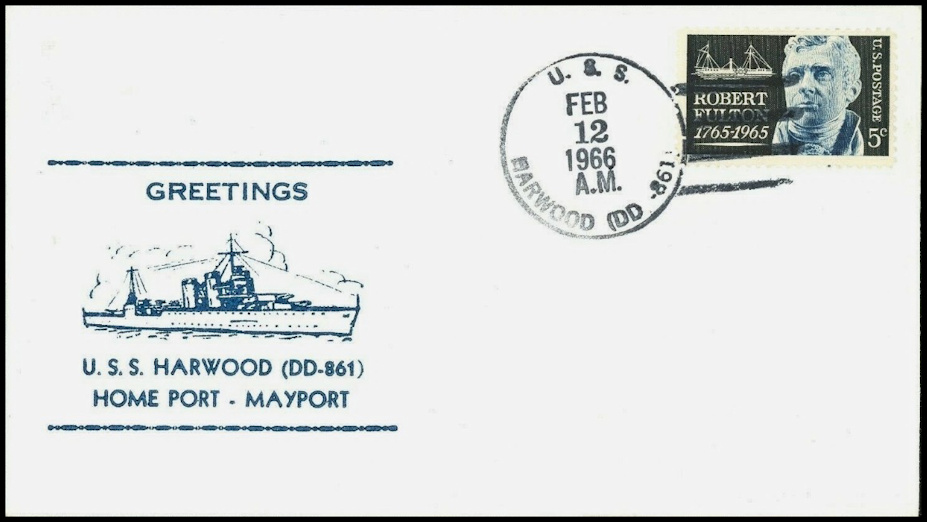 GREETINGS
U. S. S. HARWOOD (DD-861)
HOME PORT - MAYPORT
U. S. S.
FEB
12
1966
A.M.
HARWOOD (DD -861)
ROBERT
FULTON
1765-1965
U.S. POSTAGE
5c